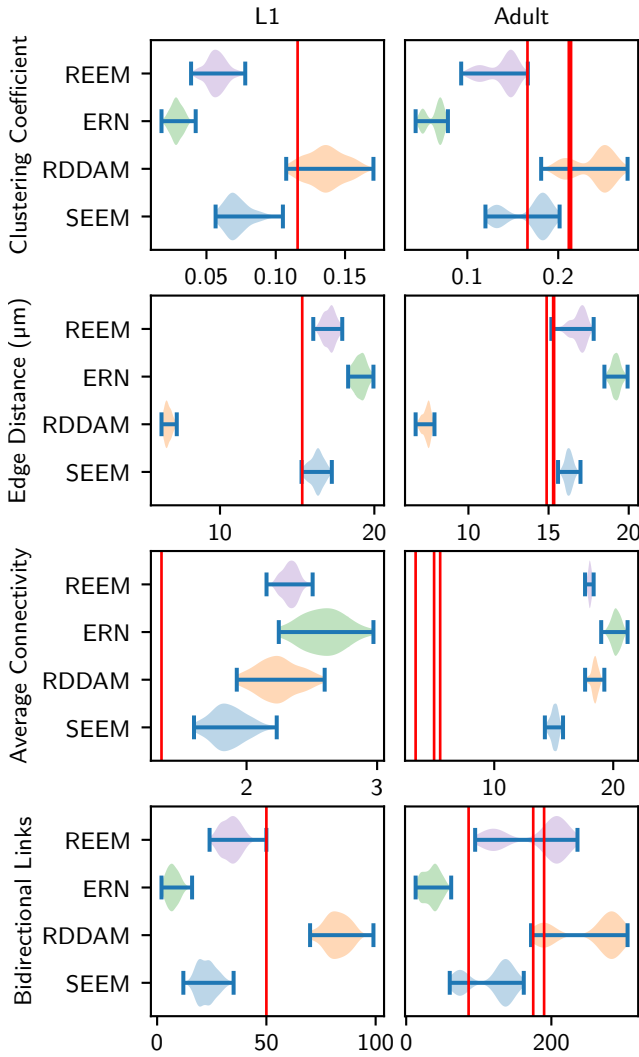 L1 Adult
Clustering Coefficient
REEM
ERN
RDDAM
SEEM
0.05 0.10 0.15 0.1 0.2
Edge Distance (µm)
REEM
ERN
RDDAM
SEEM
10 20 10 15 20
Average Connectivity
REEM
ERN
RDDAM
SEEM
2 3 10 20
Bidirectional Links
REEM
ERN
RDDAM
SEEM
0 50 100 0 200